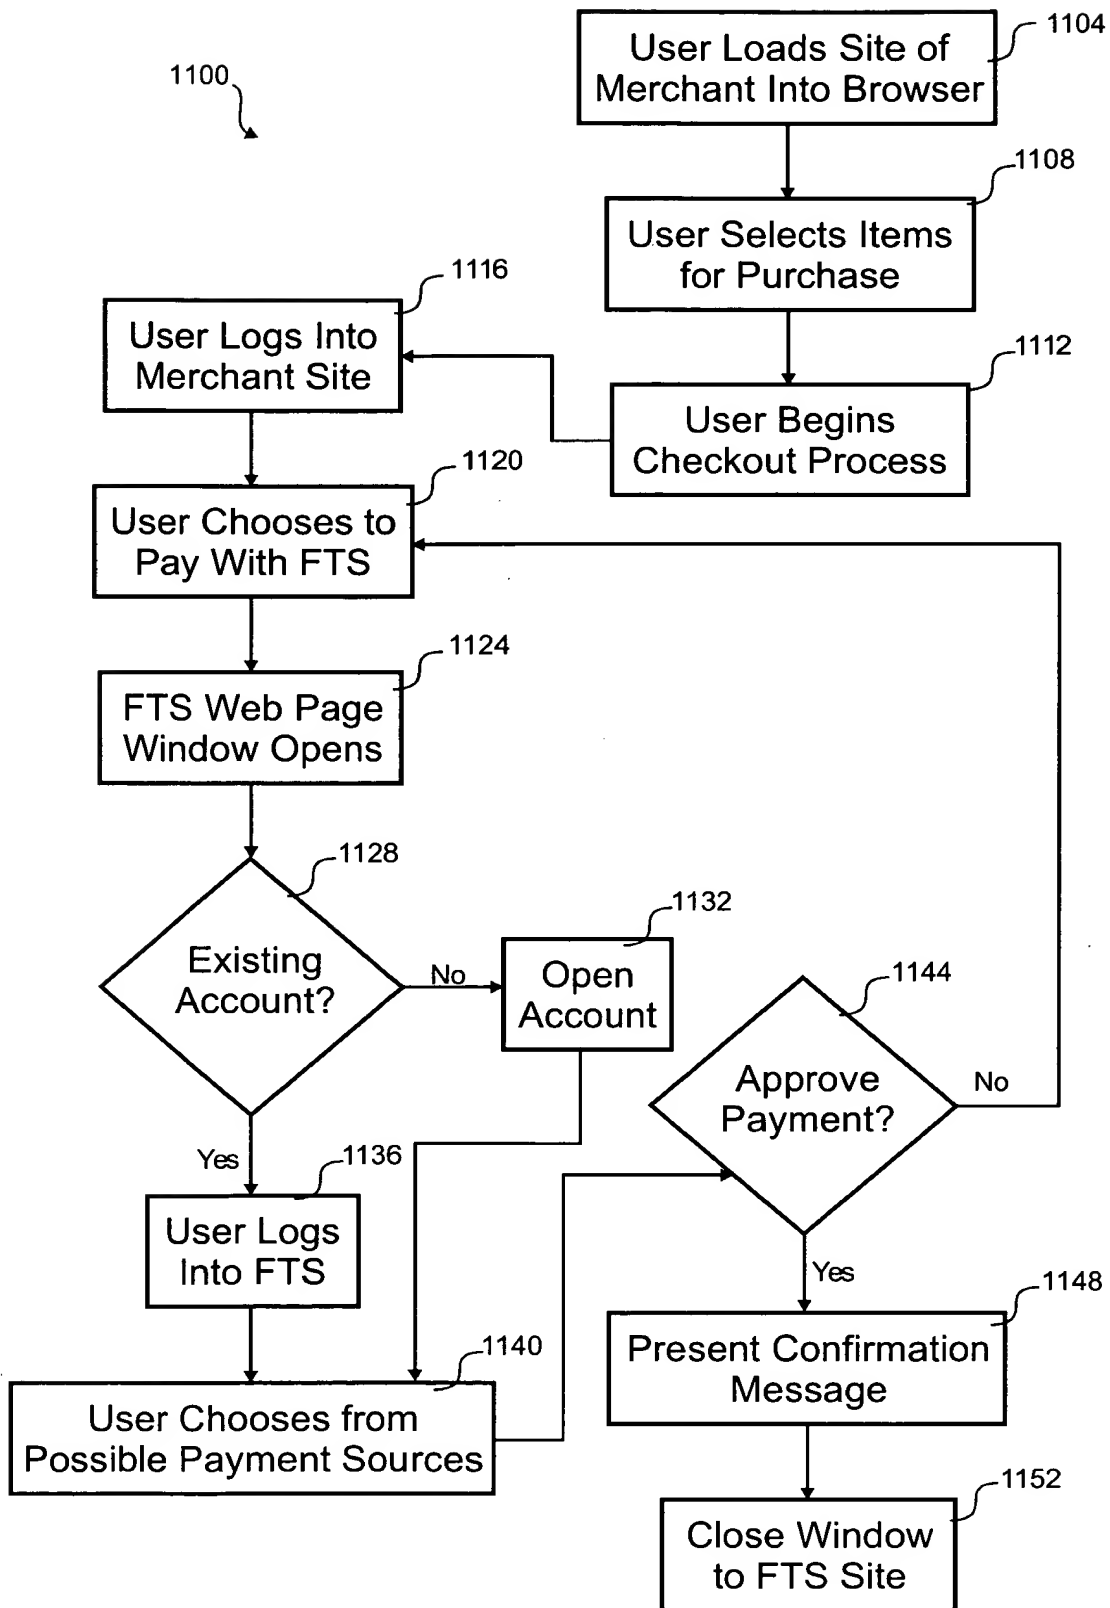 1100
1104
User Loads Site of
Merchant Into Browser
1108
User Selects Items
for Purchase
1112
User Begins
Checkout Process
1116
User Logs Into
Merchant Site
1120
User Chooses to
Pay With FTS
1124
FTS Web Page
Window Opens
1128
Existing
Account?
No
1132
Open
Account
Yes
1136
User Logs
Into FTS
1140
User Chooses from
Possible Payment Sources
1144
Approve
Payment?
No
Yes
1148
Present Confirmation
Message
1152
Close Window
to FTS Site